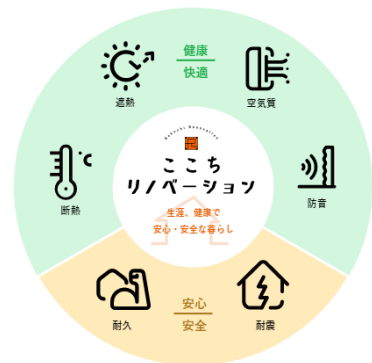 健康
快適
遮熱
空気質
断熱
防音
Kokochi Renovation
ここち
リノベーション
生涯、健康で
安心・安全な暮らし
耐久
安心
安全
耐震